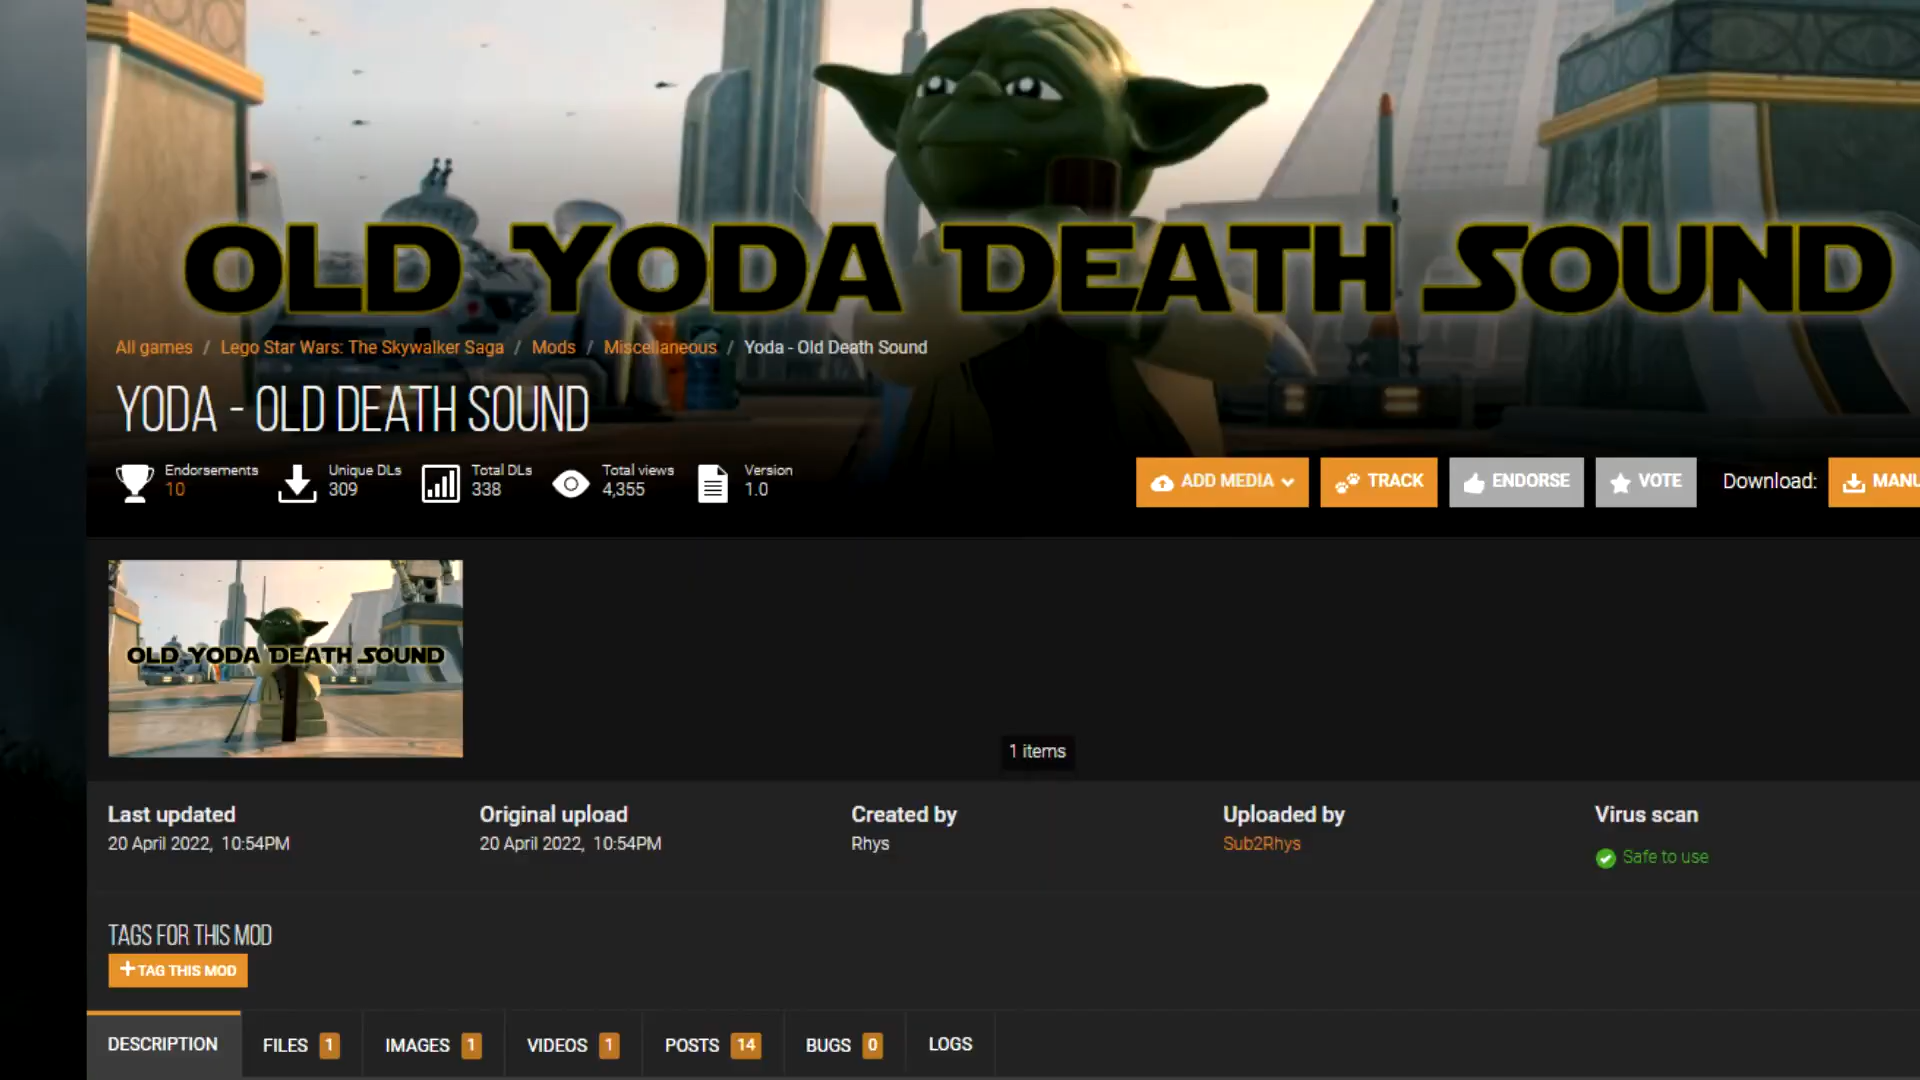 OLD YODA DEATH SOUND
All games / Lego Star Wars: The Skywalker Saga / Mods / Miscellaneous / Yoda - Old Death Sound
YODA - OLD DEATH SOUND
Endorsements
10
Unique DLs
309
Total DLs
338
Total views
4,355
Version
1.0
ADD MEDIA
TRACK
ENDORSE
VOTE
Download:
MANU
OLD YODA DEATH SOUND
1 items
Last updated
20 April 2022, 10:54PM
Original upload
20 April 2022, 10:54PM
Created by
Rhys
Uploaded by
Sub2Rhys
Virus scan
Safe to use
TAGS FOR THIS MOD
+TAG THIS MOD
DESCRIPTION
FILES 1
IMAGES 1
VIDEOS 1
POSTS 14
BUGS 0
LOGS